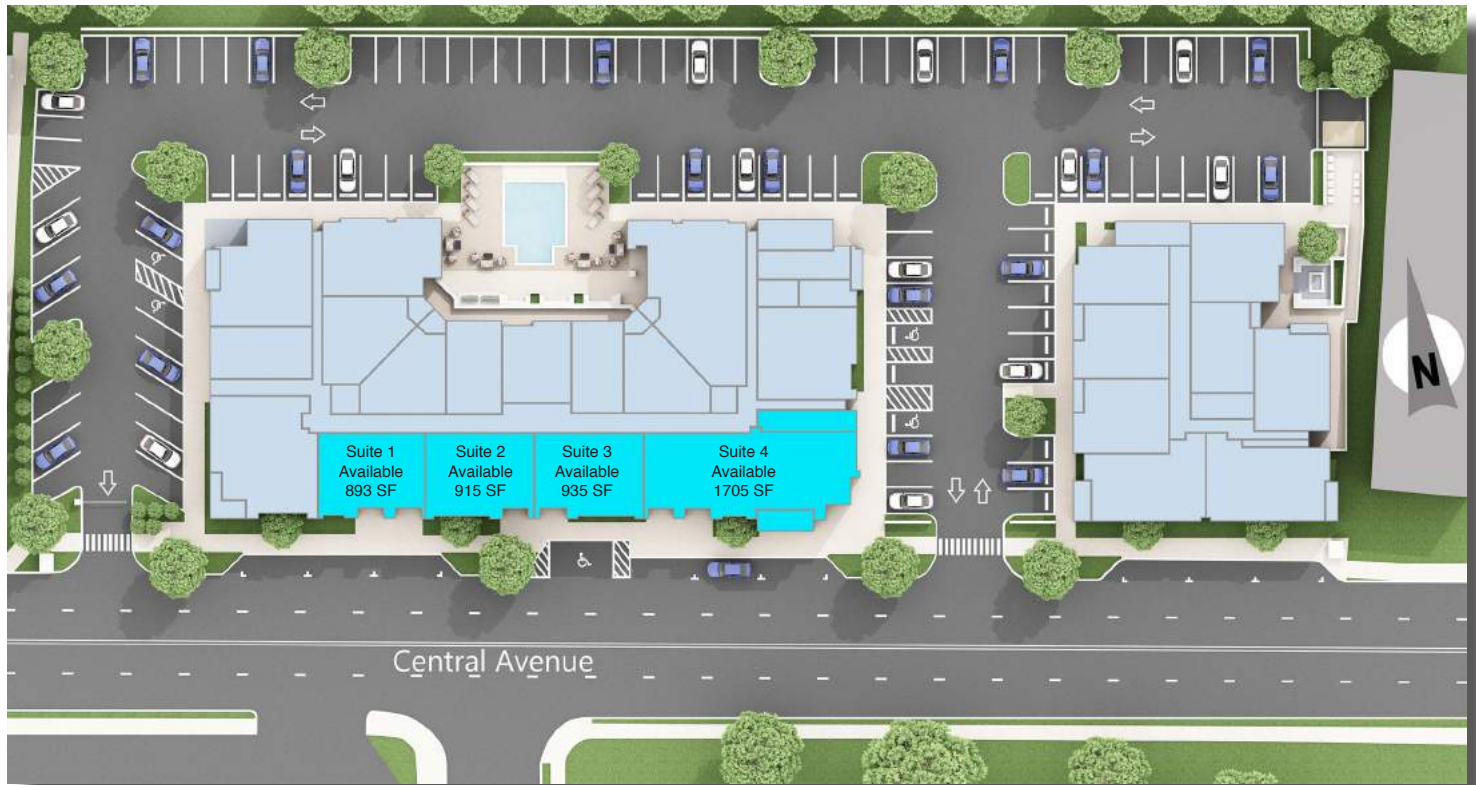 Suite 1
Available
893 SF
Suite 2
Available
915 SF
Suite 3
Available
935 SF
Suite 4
Available
1705 SF
N
Central Avenue